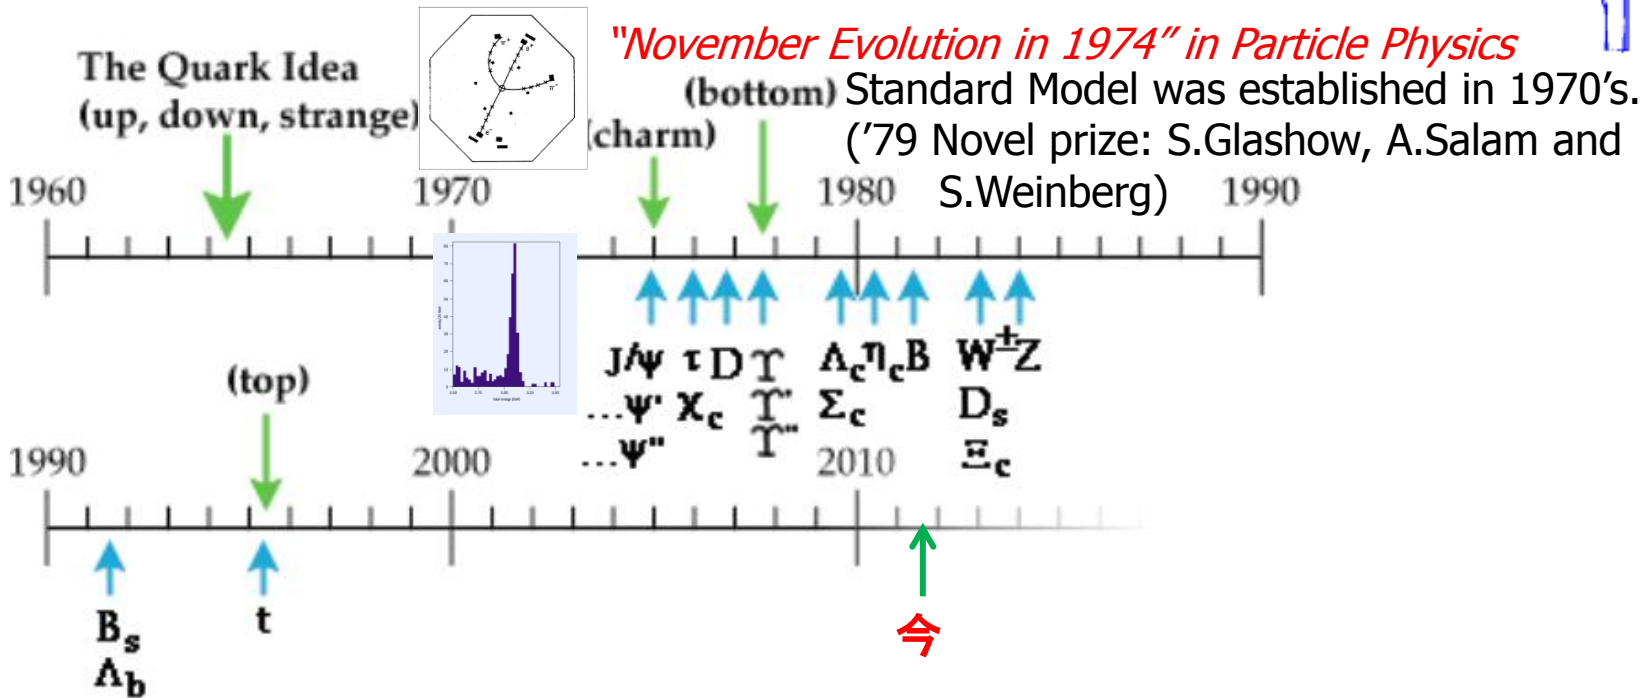 “November Evolution in 1974” in Particle Physics
The Quark Idea
(up, down, strange)
(charm)
(bottom)
Standard Model was established in 1970’s.
(’79 Novel prize: S.Glashow, A.Salam and
S.Weinberg)
1960 1970 1980 1990
J/ψ τ D ϒ Λc ηc B W± Z
...ψ' χc ϒ' Σc Ds
...ψ" ϒ" Ξc
(top)
1990 2000 2010
Bs t 今
Λb